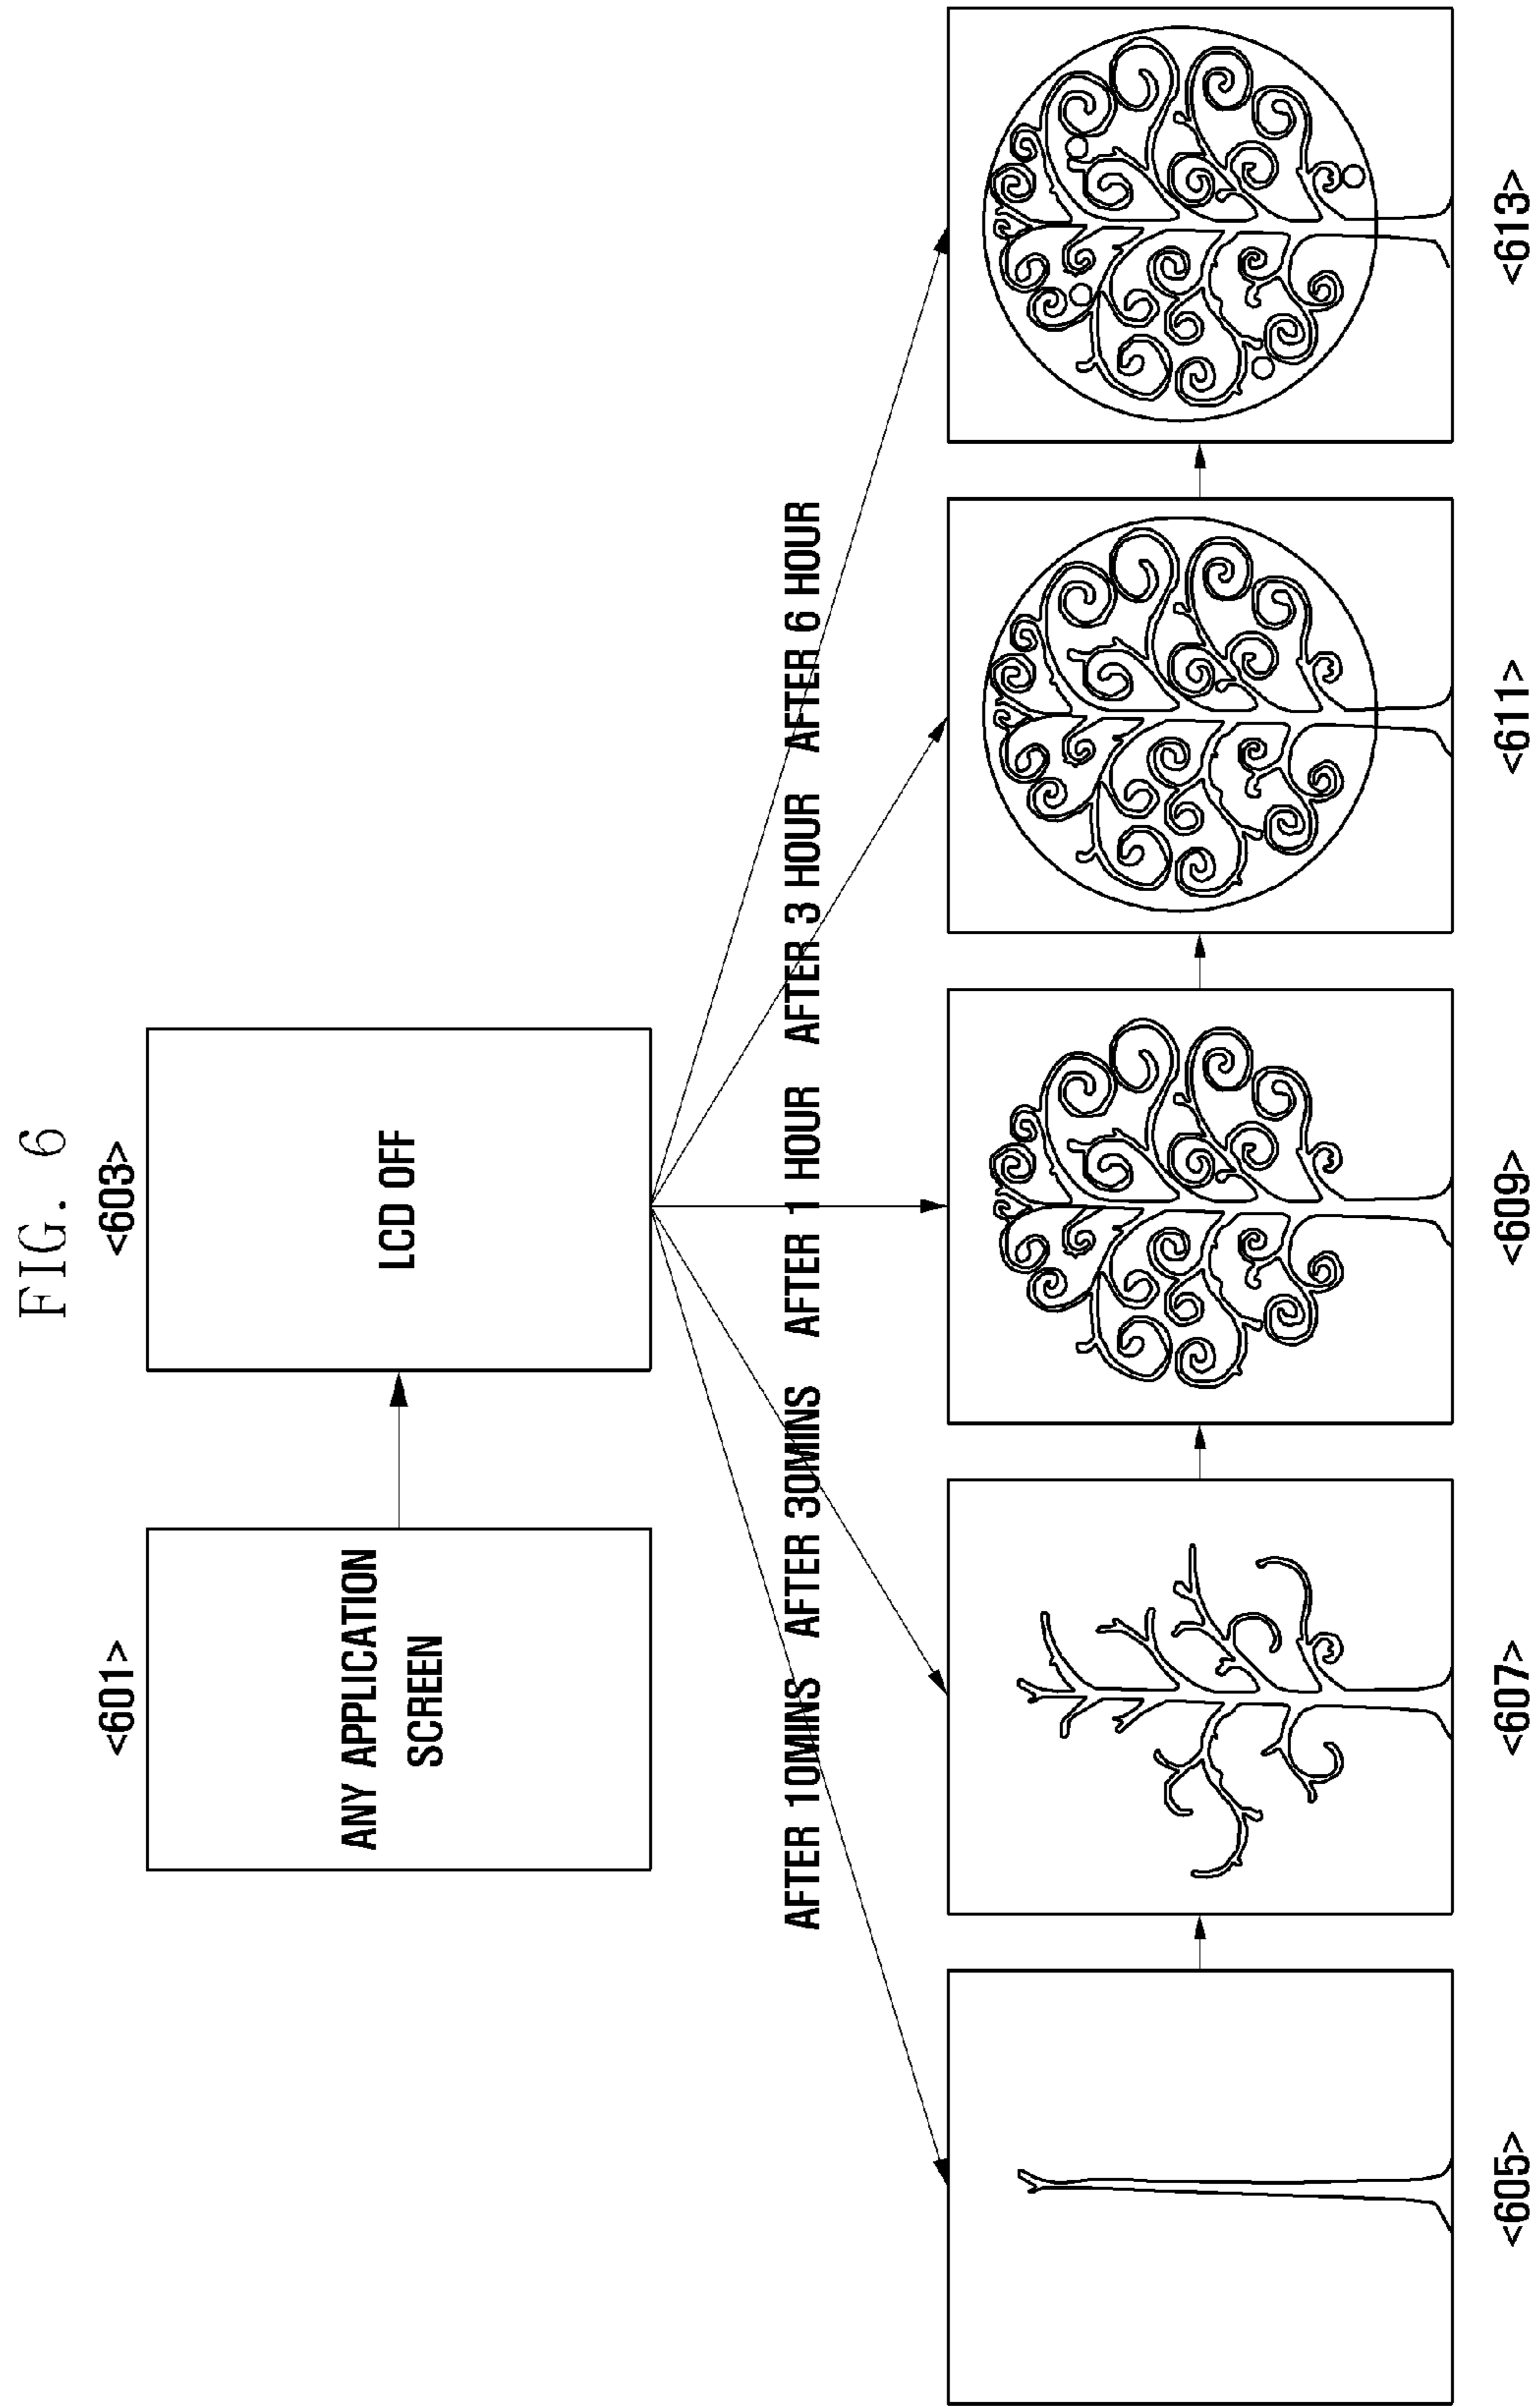 FIG. 6
<601>
<603>
ANY APPLICATION
SCREEN
LCD OFF
AFTER 10MINS
AFTER 30MINS
AFTER 1 HOUR
AFTER 3 HOUR
AFTER 6 HOUR
<605>
<607>
<609>
<611>
<613>